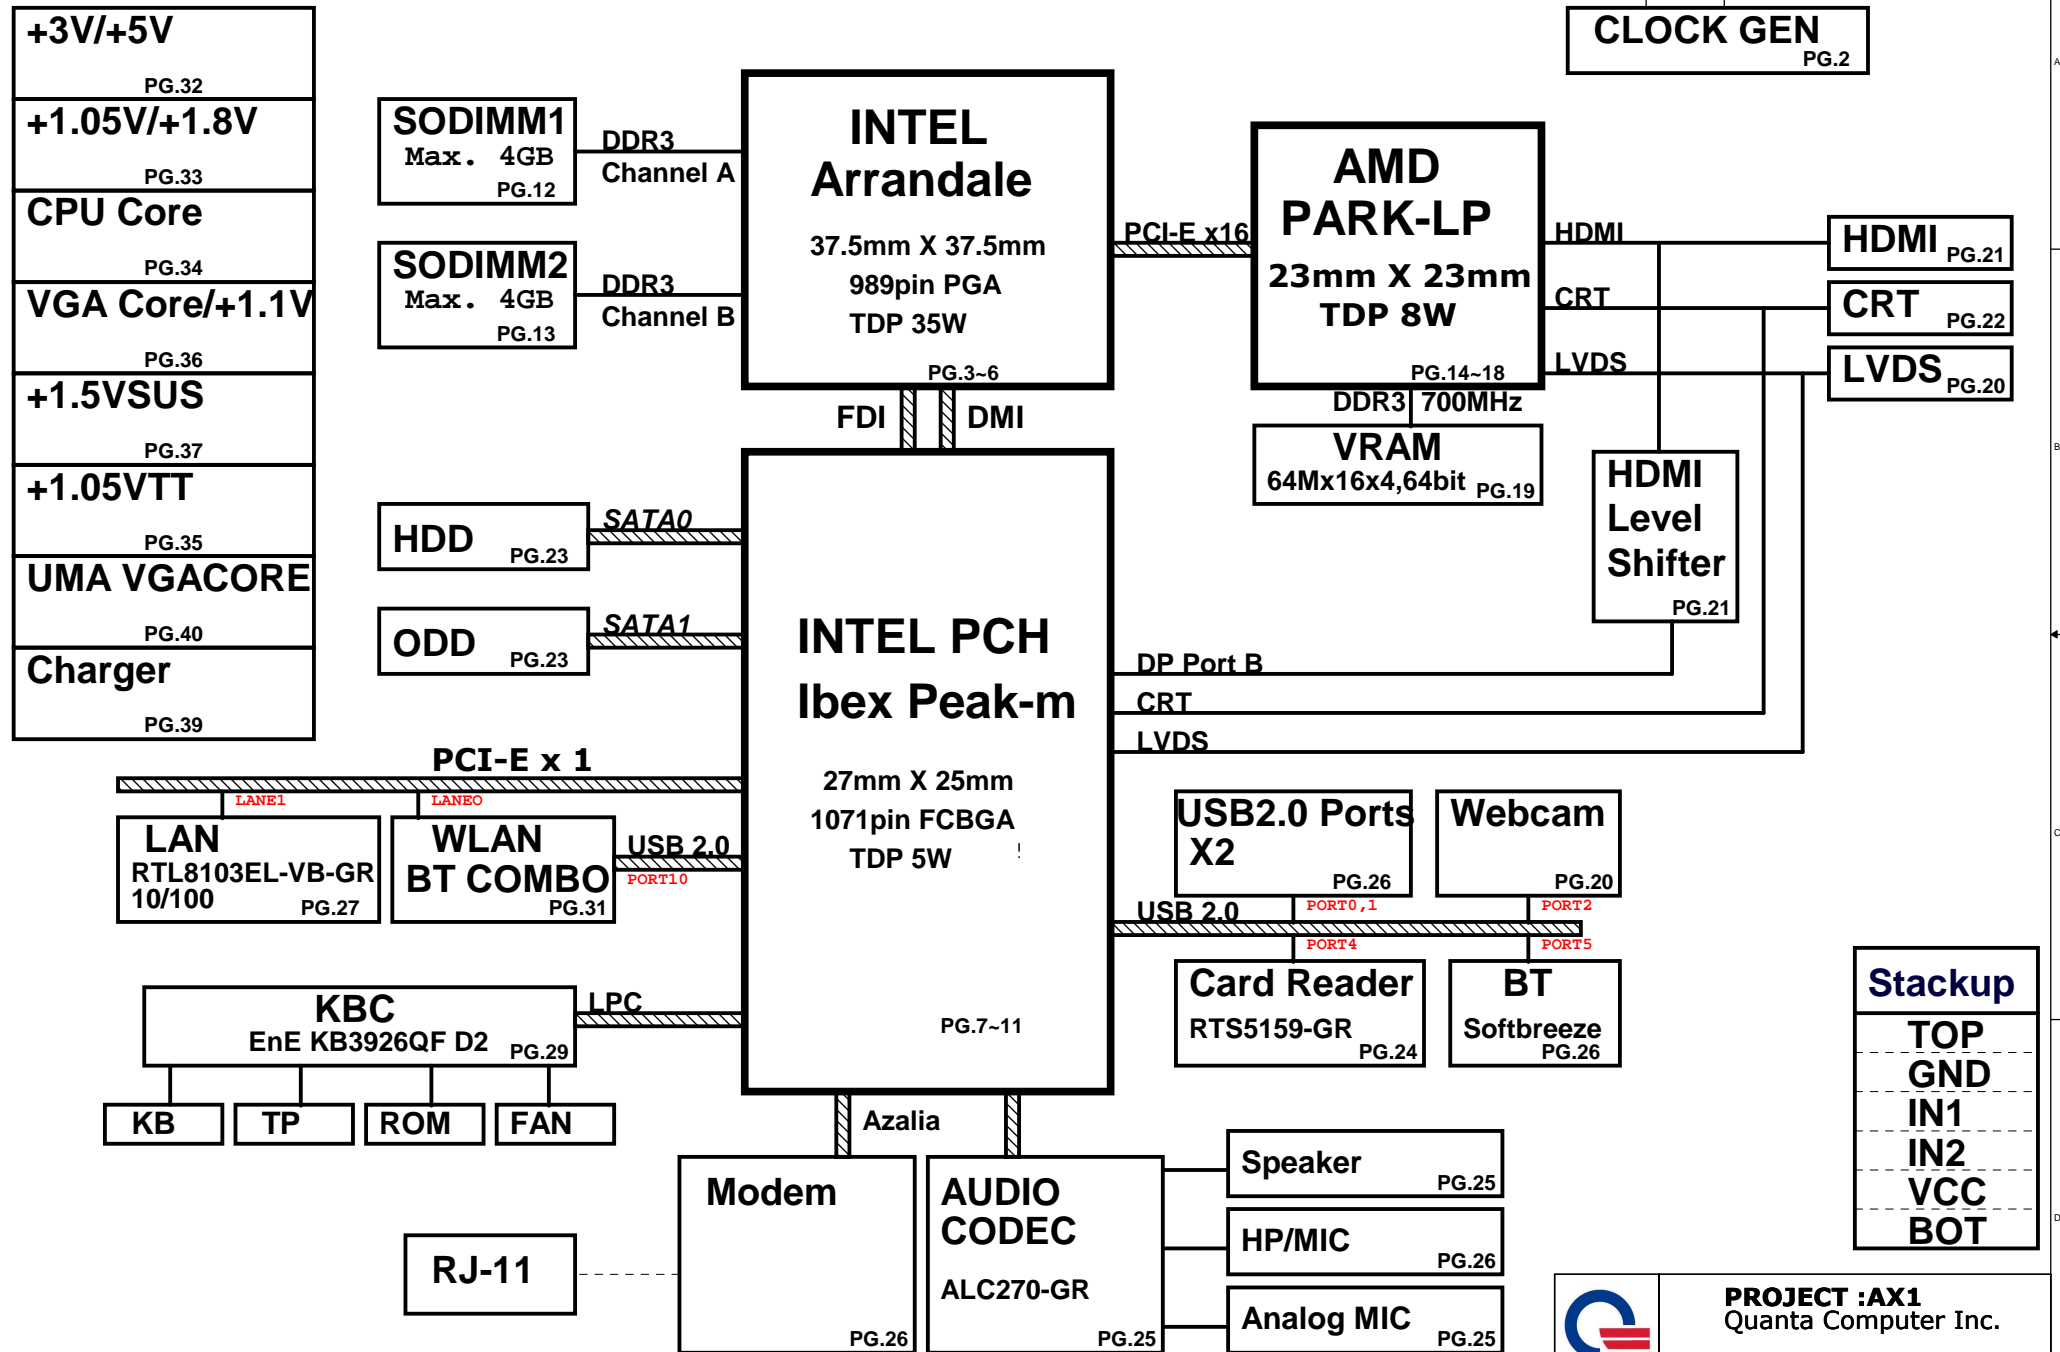 +3V/+5V
PG.32
+1.05V/+1.8V
PG.33
CPU Core
PG.34
VGA Core/+1.1V
PG.36
+1.5VSUS
PG.37
+1.05VTT
PG.35
UMA VGACORE
PG.40
Charger
PG.39
CLOCK GEN
PG.2
SODIMM1
Max. 4GB
PG.12
DDR3
Channel A
SODIMM2
Max. 4GB
PG.13
DDR3
Channel B
INTEL
Arrandale
37.5mm X 37.5mm
989pin PGA
TDP 35W
PG.3~6
PCI-E x16
AMD
PARK-LP
23mm X 23mm
TDP 8W
PG.14~18
HDMI
CRT
LVDS
HDMI PG.21
CRT PG.22
LVDS PG.20
FDI
DMI
DDR3 700MHz
VRAM
64Mx16x4,64bit PG.19
HDMI
Level
Shifter
PG.21
HDD PG.23
SATA0
ODD PG.23
SATA1
INTEL PCH
Ibex Peak-m
27mm X 25mm
1071pin FCBGA
TDP 5W !
PG.7~11
DP Port B
CRT
LVDS
PCI-E x 1
LANE1
LANE0
LAN
RTL8103EL-VB-GR
10/100
PG.27
WLAN
BT COMBO
PG.31
USB 2.0
PORT10
USB2.0 Ports
X2
PG.26
Webcam
PG.20
USB 2.0
PORT0,1
PORT2
PORT4
PORT5
Card Reader
RTS5159-GR
PG.24
BT
Softbreeze
PG.26
KBC
EnE KB3926QF D2 PG.29
LPC
KB
TP
ROM
FAN
Azalia
Modem
PG.26
RJ-11
AUDIO
CODEC
ALC270-GR
PG.25
Speaker
PG.25
HP/MIC
PG.26
Analog MIC
PG.25
Stackup
TOP
GND
IN1
IN2
VCC
BOT
PROJECT :AX1
Quanta Computer Inc.
A
B
C
D